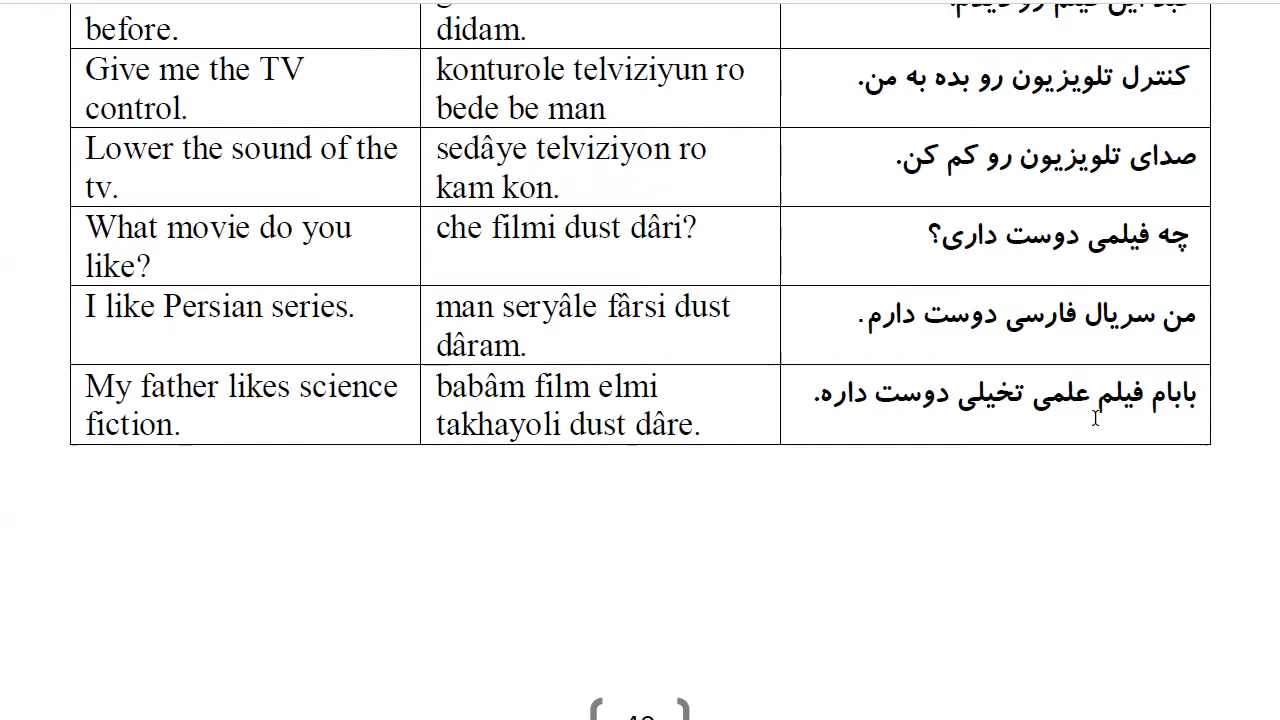 before.
didam.
Give me the TV
control.
konturole telviziyun ro
bede be man
کنترل تلویزیون رو بده به من.
Lower the sound of the
tv.
sedâye telviziyon ro
kam kon.
صدای تلویزیون رو کم کن.
What movie do you
like?
che filmi dust dâri?
چه فیلمی دوست داری؟
I like Persian series.
man seryâle fârsi dust
dâram.
من سریال فارسی دوست دارم.
My father likes science
fiction.
babâm film elmi
takhayoli dust dâre.
بابام فیلم علمی تخیلی دوست داره.